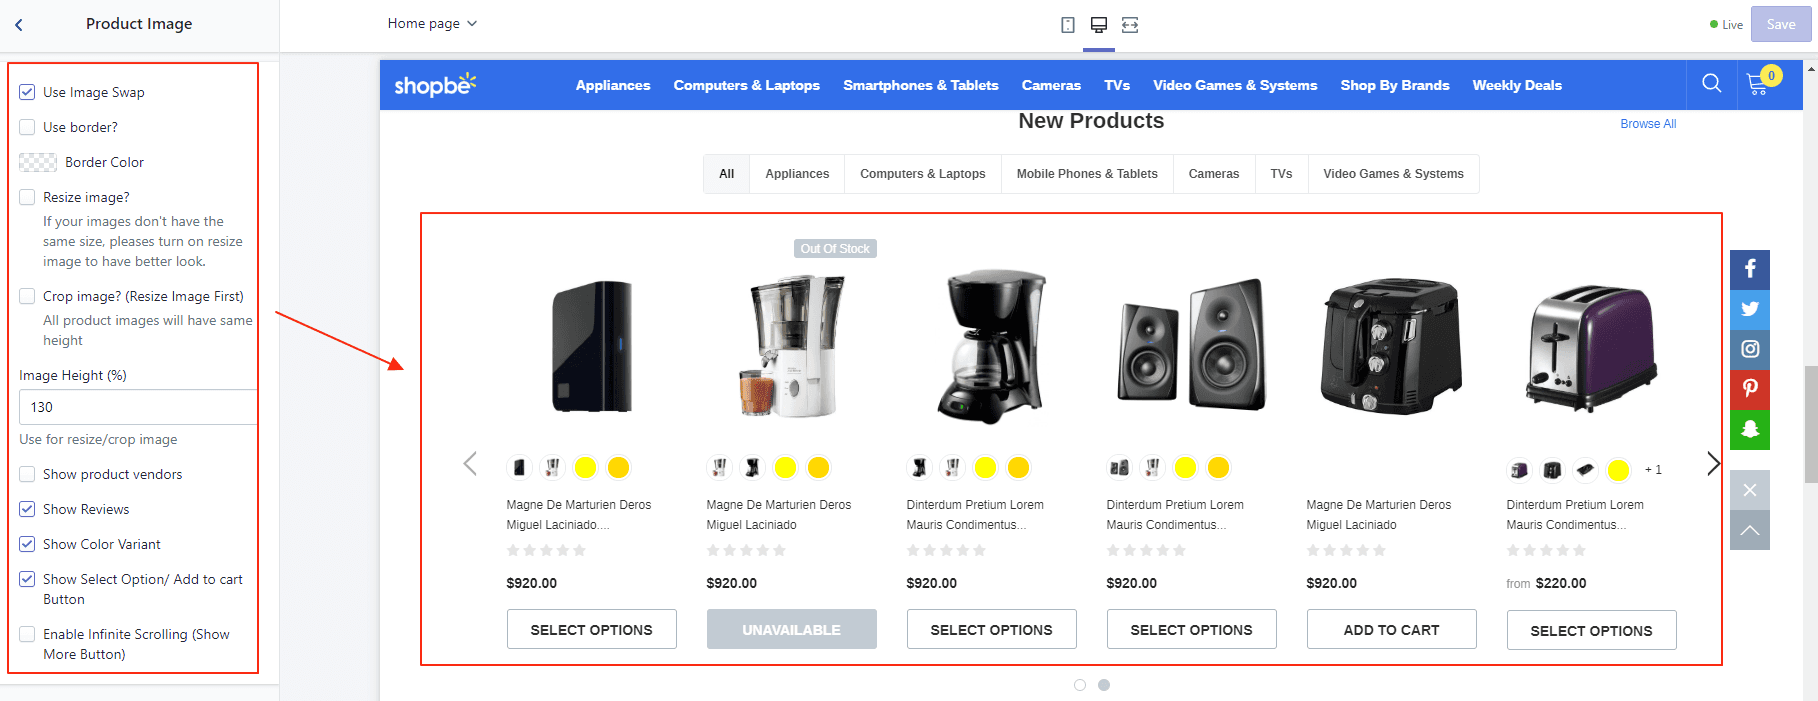 Product Image
Home page
Live
Save
Use Image Swap
Use border?
Border Color
Resize image?
If your images don't have the
same size, pleases turn on resize
image to have better look.
Crop image? (Resize Image First)
All product images will have same
height
Image Height (%)
130
Use for resize/crop image
Show product vendors
Show Reviews
Show Color Variant
Show Select Option/ Add to cart
Button
Enable Infinite Scrolling (Show
More Button)
shopbe
Appliances Computers & Laptops Smartphones & Tablets Cameras TVs Video Games & Systems Shop By Brands Weekly Deals
0
New Products
Browse All
All Appliances Computers & Laptops Mobile Phones & Tablets Cameras TVs Video Games & Systems
Out Of Stock
+ 1
Magne De Marturien Deros
Miguel Laciniado....
$920.00
SELECT OPTIONS
Magne De Marturien Deros
Miguel Laciniado
$920.00
UNAVAILABLE
Dinterdum Pretium Lorem
Mauris Condimentus...
$920.00
SELECT OPTIONS
Dinterdum Pretium Lorem
Mauris Condimentus...
$920.00
SELECT OPTIONS
Magne De Marturien Deros
Miguel Laciniado
$920.00
ADD TO CART
Dinterdum Pretium Lorem
Mauris Condimentus...
from $220.00
SELECT OPTIONS